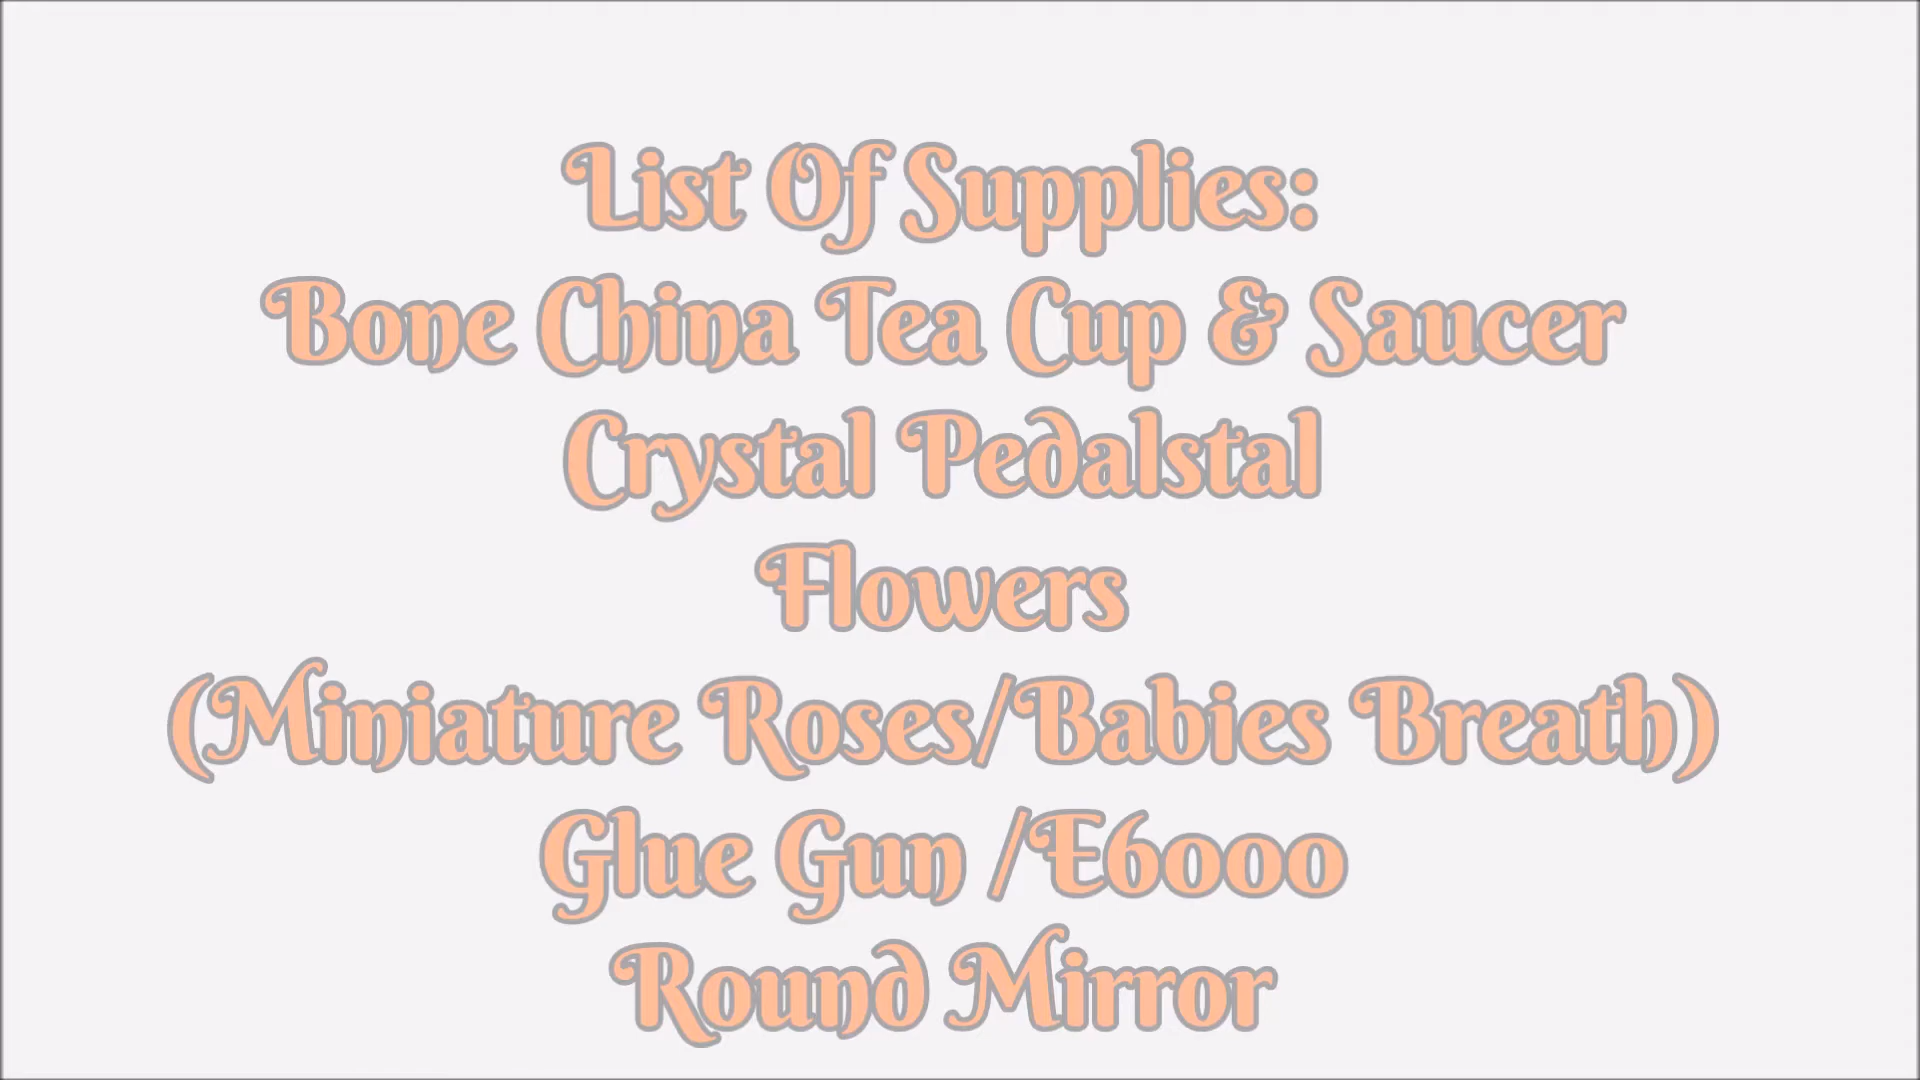 List Of Supplies:
Bone China Tea Cup & Saucer
Crystal Pedalstal
Flowers
(Miniature Roses/Babies Breath)
Glue Gun /E6000
Round Mirror